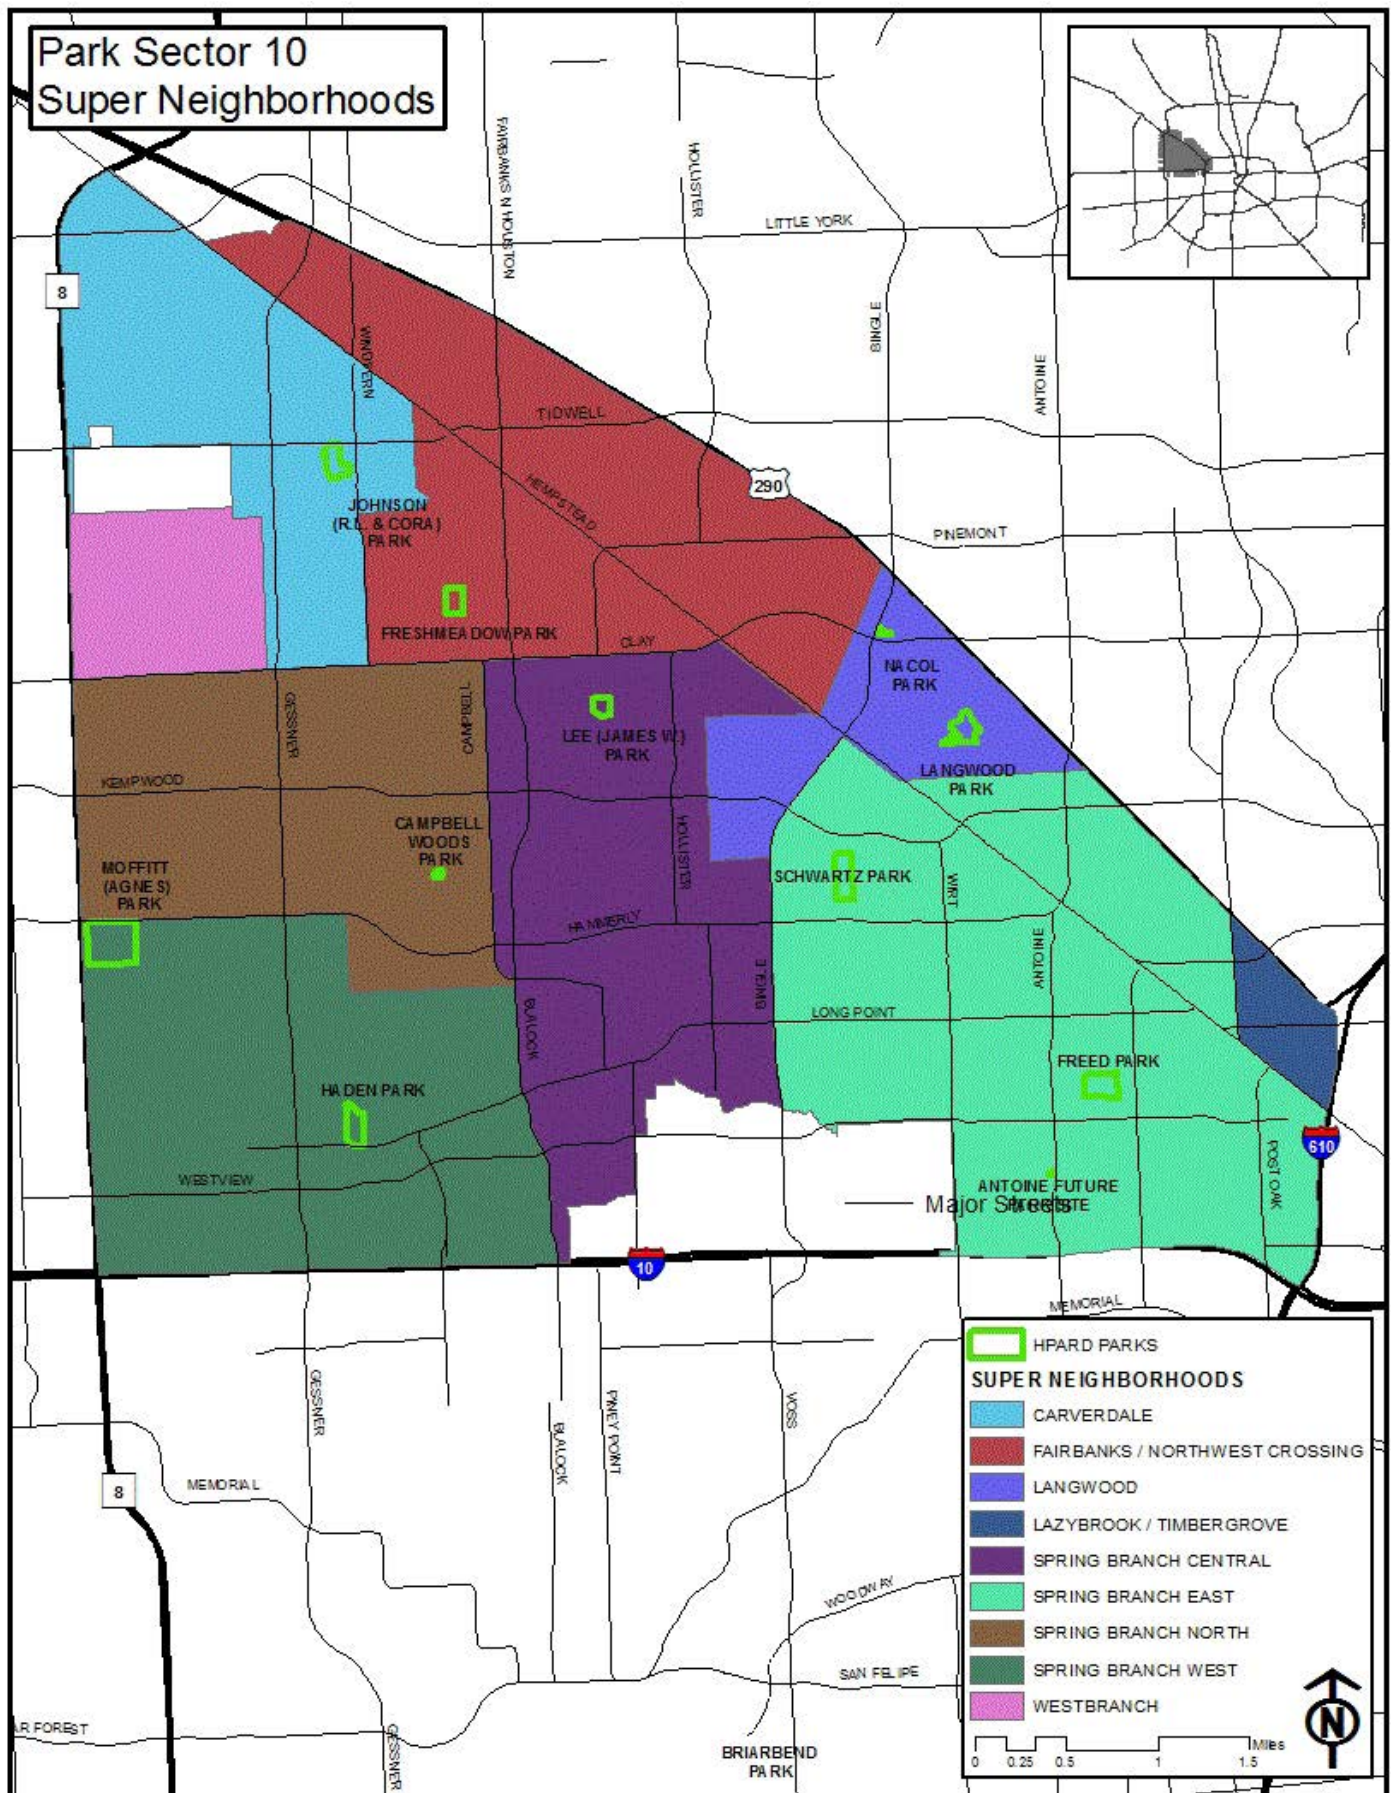 Park Sector 10
Super Neighborhoods
FAIRBANKS N HOUSTON
HOLLISTER
LITTLE YORK
8
WINDFERN
BINGLE
ANTOINE
TIDWELL
290
HEMPSTEAD
PINEMONT
JOHNSON
(R.L. & CORA)
PARK
FRESHMEADOW PARK
CLAY
NACOL
PARK
GESSNER
CAMPBELL
LEE (JAMES W.)
PARK
LANGWOOD
PARK
KEMPWOOD
CAMPBELL
WOODS
PARK
HOLLISTER
MOFFITT
(AGNES)
PARK
SCHWARTZ PARK
WIRT
HAMMERLY
ANTOINE
BINGLE
LONG POINT
BLALOCK
FREED PARK
HADEN PARK
610
POST OAK
WESTVIEW
ANTOINE FUTURE
Major Streets
10
MEMORIAL
HPARD PARKS
SUPER NEIGHBORHOODS
CARVERDALE
FAIRBANKS / NORTHWEST CROSSING
LANGWOOD
LAZYBROOK / TIMBERGROVE
SPRING BRANCH CENTRAL
SPRING BRANCH EAST
SPRING BRANCH NORTH
SPRING BRANCH WEST
WESTBRANCH
0 0.25 0.5 1 1.5 Miles
N
GESSNER
BLALOCK
PINEY POINT
VOSS
8
MEMORIAL
WOODWAY
SAN FELIPE
AR FOREST
GESSNER
BRIARBEND
PARK